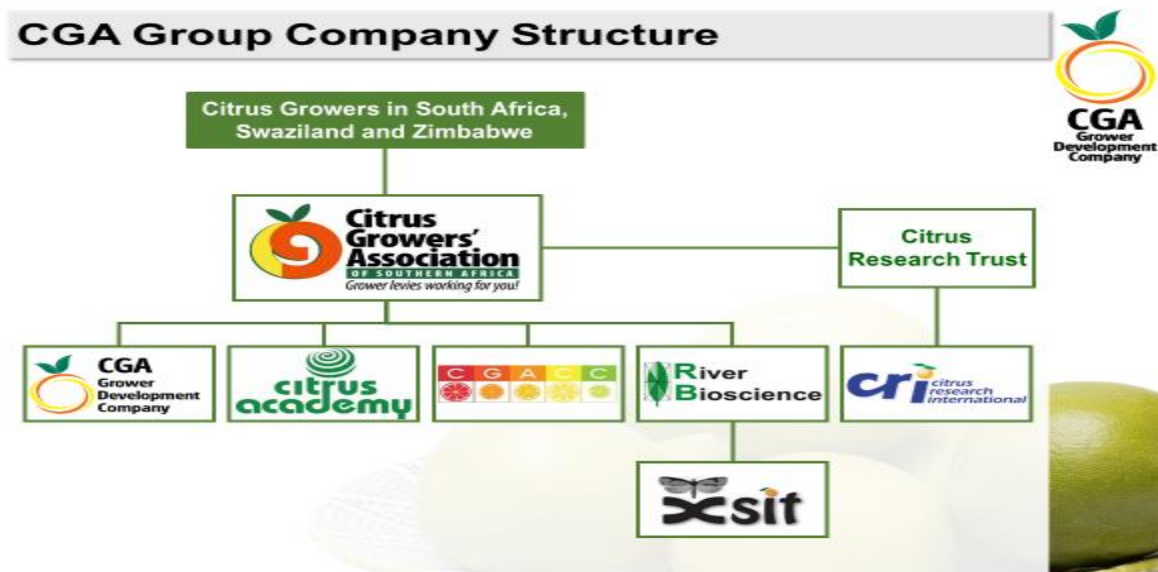 CGA Group Company Structure
CGA
Grower
Development
Company
Citrus Growers in South Africa,
Swaziland and Zimbabwe
Citrus
Growers'
Association
OF SOUTHERN AFRICA
Grower levies working for you!
Citrus
Research Trust
CGA
Grower
Development
Company
citrus
academy
C G A C C
River
Bioscience
cri citrus
research
international
xsit